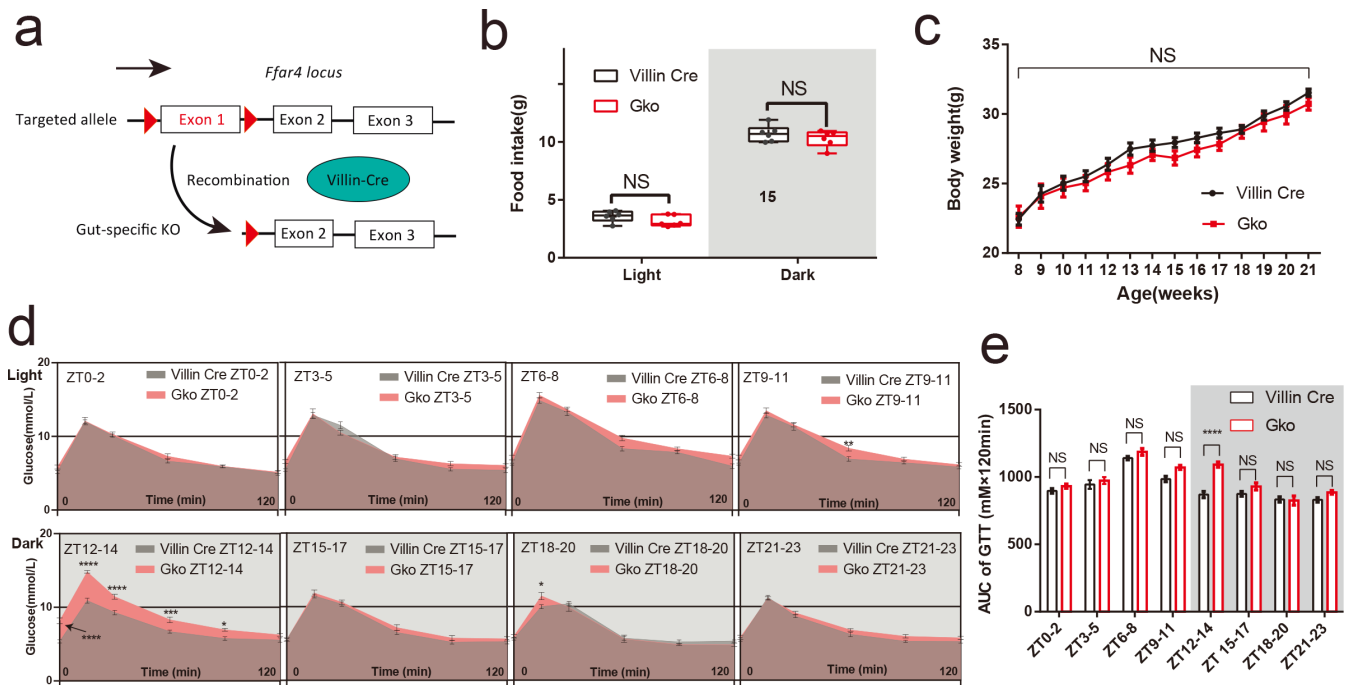 a
Ffar4 locus
Targeted allele
Exon 1
Exon 2
Exon 3
Recombination
Villin-Cre
Gut-specific KO
Exon 2
Exon 3
b
Food intake(g)
Villin Cre
Gko
NS
NS
15
10
5
0
Light
Dark
c
NS
Body weight(g)
35
30
25
20
Villin Cre
Gko
8 9 10 11 12 13 14 15 16 17 18 19 20 21
Age(weeks)
d
Light
Glucose(mmol/L)
20
10
0
ZT0-2
Villin Cre ZT0-2
Gko ZT0-2
0 Time (min) 120
ZT3-5
Villin Cre ZT3-5
Gko ZT3-5
0 Time (min) 120
ZT6-8
Villin Cre ZT6-8
Gko ZT6-8
0 Time (min) 120
ZT9-11
Villin Cre ZT9-11
Gko ZT9-11
**
0 Time (min) 120
Dark
Glucose(mmol/L)
20
10
0
ZT12-14
Villin Cre ZT12-14
Gko ZT12-14
****
****
***
*
****
0 Time (min) 120
ZT15-17
Villin Cre ZT15-17
Gko ZT15-17
0 Time (min) 120
ZT18-20
Villin Cre ZT18-20
Gko ZT18-20
*
0 Time (min) 120
ZT21-23
Villin Cre ZT21-23
Gko ZT21-23
0 Time (min) 120
e
Villin Cre
Gko
AUC of GTT (mM×120min)
1500
1000
500
0
NS NS NS NS **** NS NS NS
ZT0-2
ZT3-5
ZT6-8
ZT9-11
ZT12-14
ZT 15-17
ZT18-20
ZT21-23